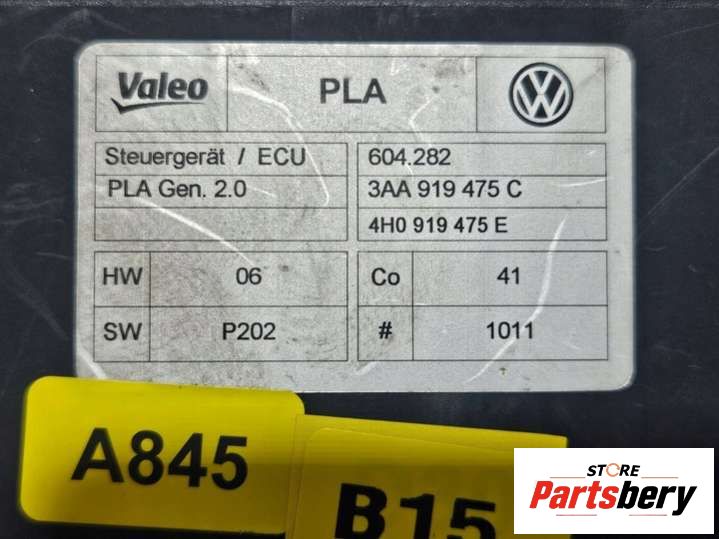 Valeo PLA
Steuergerät / ECU 604.282
PLA Gen. 2.0 3AA 919 475 C
4H0 919 475 E
HW 06 Co 41
SW P202 # 1011
A845
B15
STORE
Partsbery